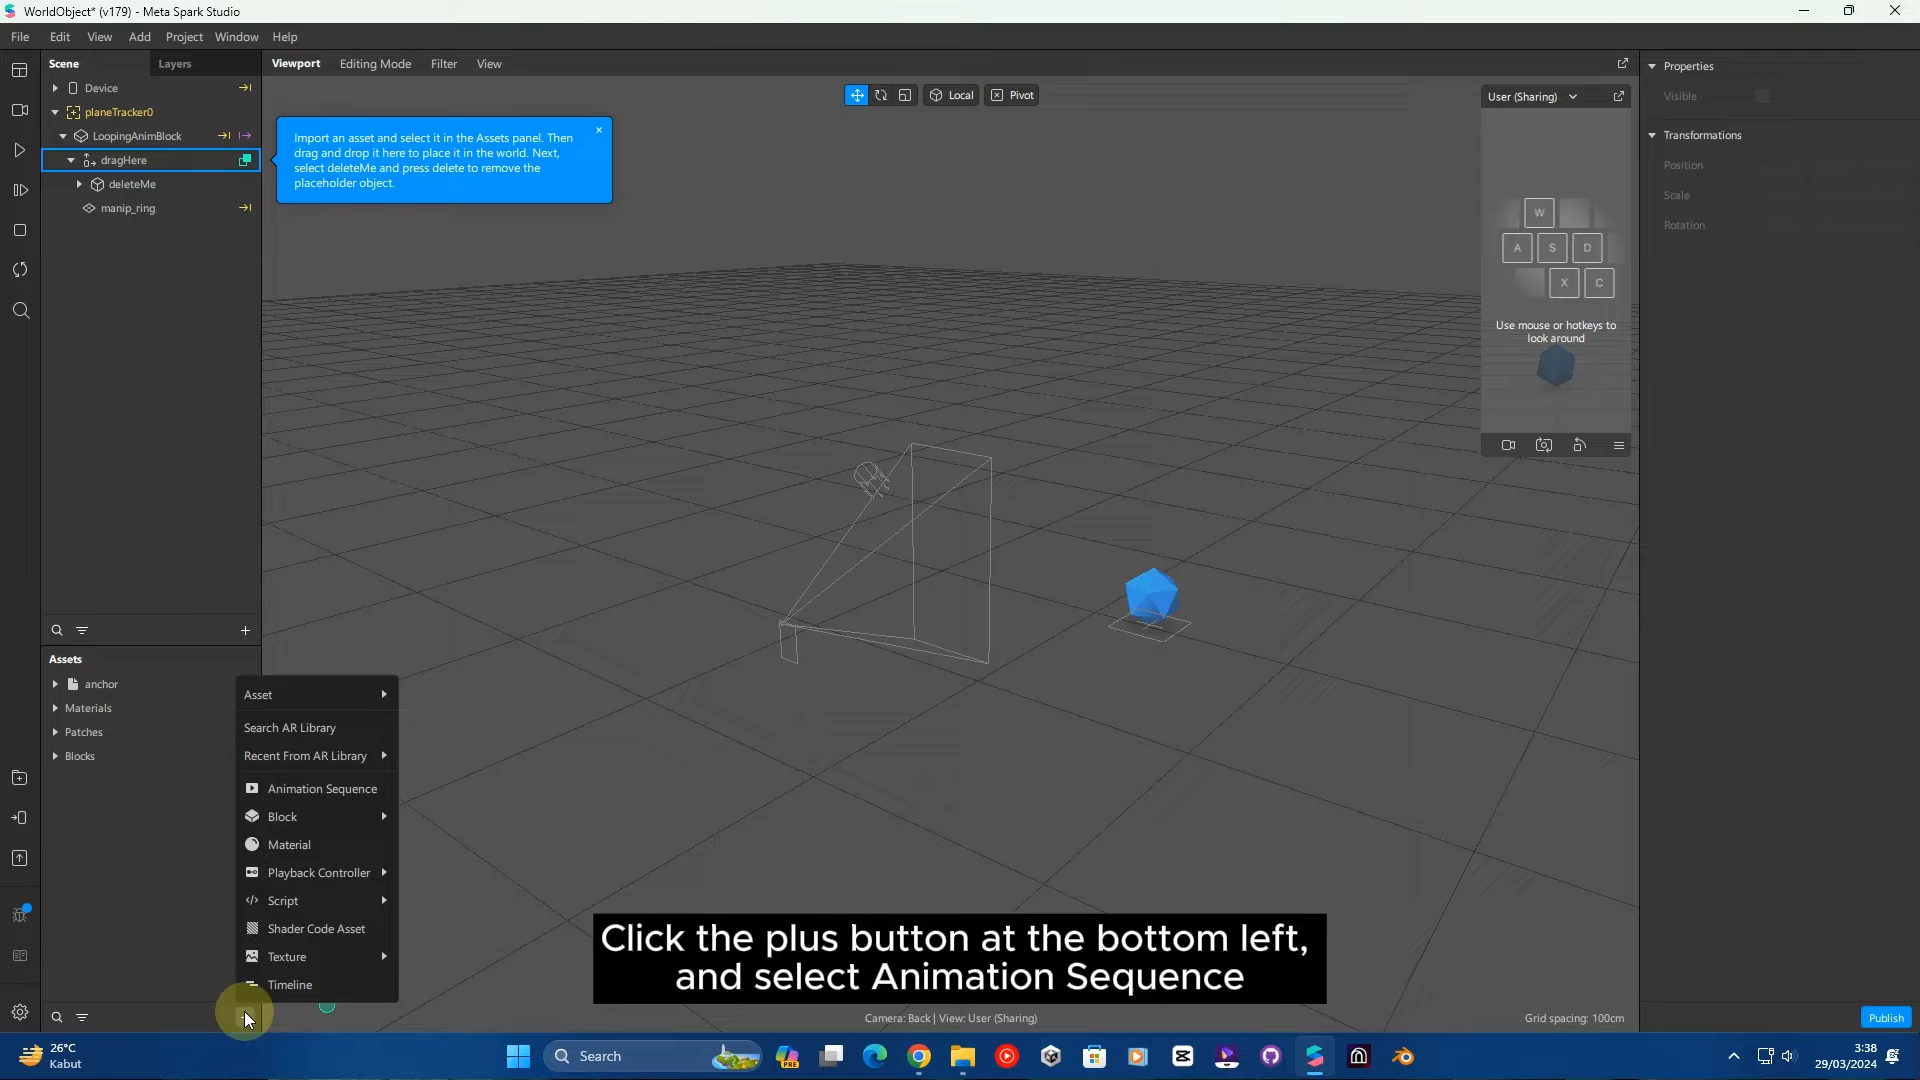 WorldObject* (v179) - Meta Spark Studio
File Edit View Add Project Window Help
Scene Layers
Device
planeTracker0
LoopingAnimBlock
dragHere
deleteMe
manip_ring
Viewport Editing Mode Filter View
Local Pivot
Import an asset and select it in the Assets panel. Then
drag and drop it here to place it in the world. Next,
select deleteMe and press delete to remove the
placeholder object.
User (Sharing)
W
A S D
X C
Use mouse or hotkeys to
look around
Properties
Visible
Transformations
Position
Scale
Rotation
Assets
anchor
Materials
Patches
Blocks
Asset
Search AR Library
Recent From AR Library
Animation Sequence
Block
Material
Playback Controller
Script
Shader Code Asset
Texture
Timeline
Click the plus button at the bottom left,
and select Animation Sequence
Camera: Back | View: User (Sharing)
Grid spacing: 100cm
Publish
26°C
Kabut
Search
PRE
3:38
29/03/2024